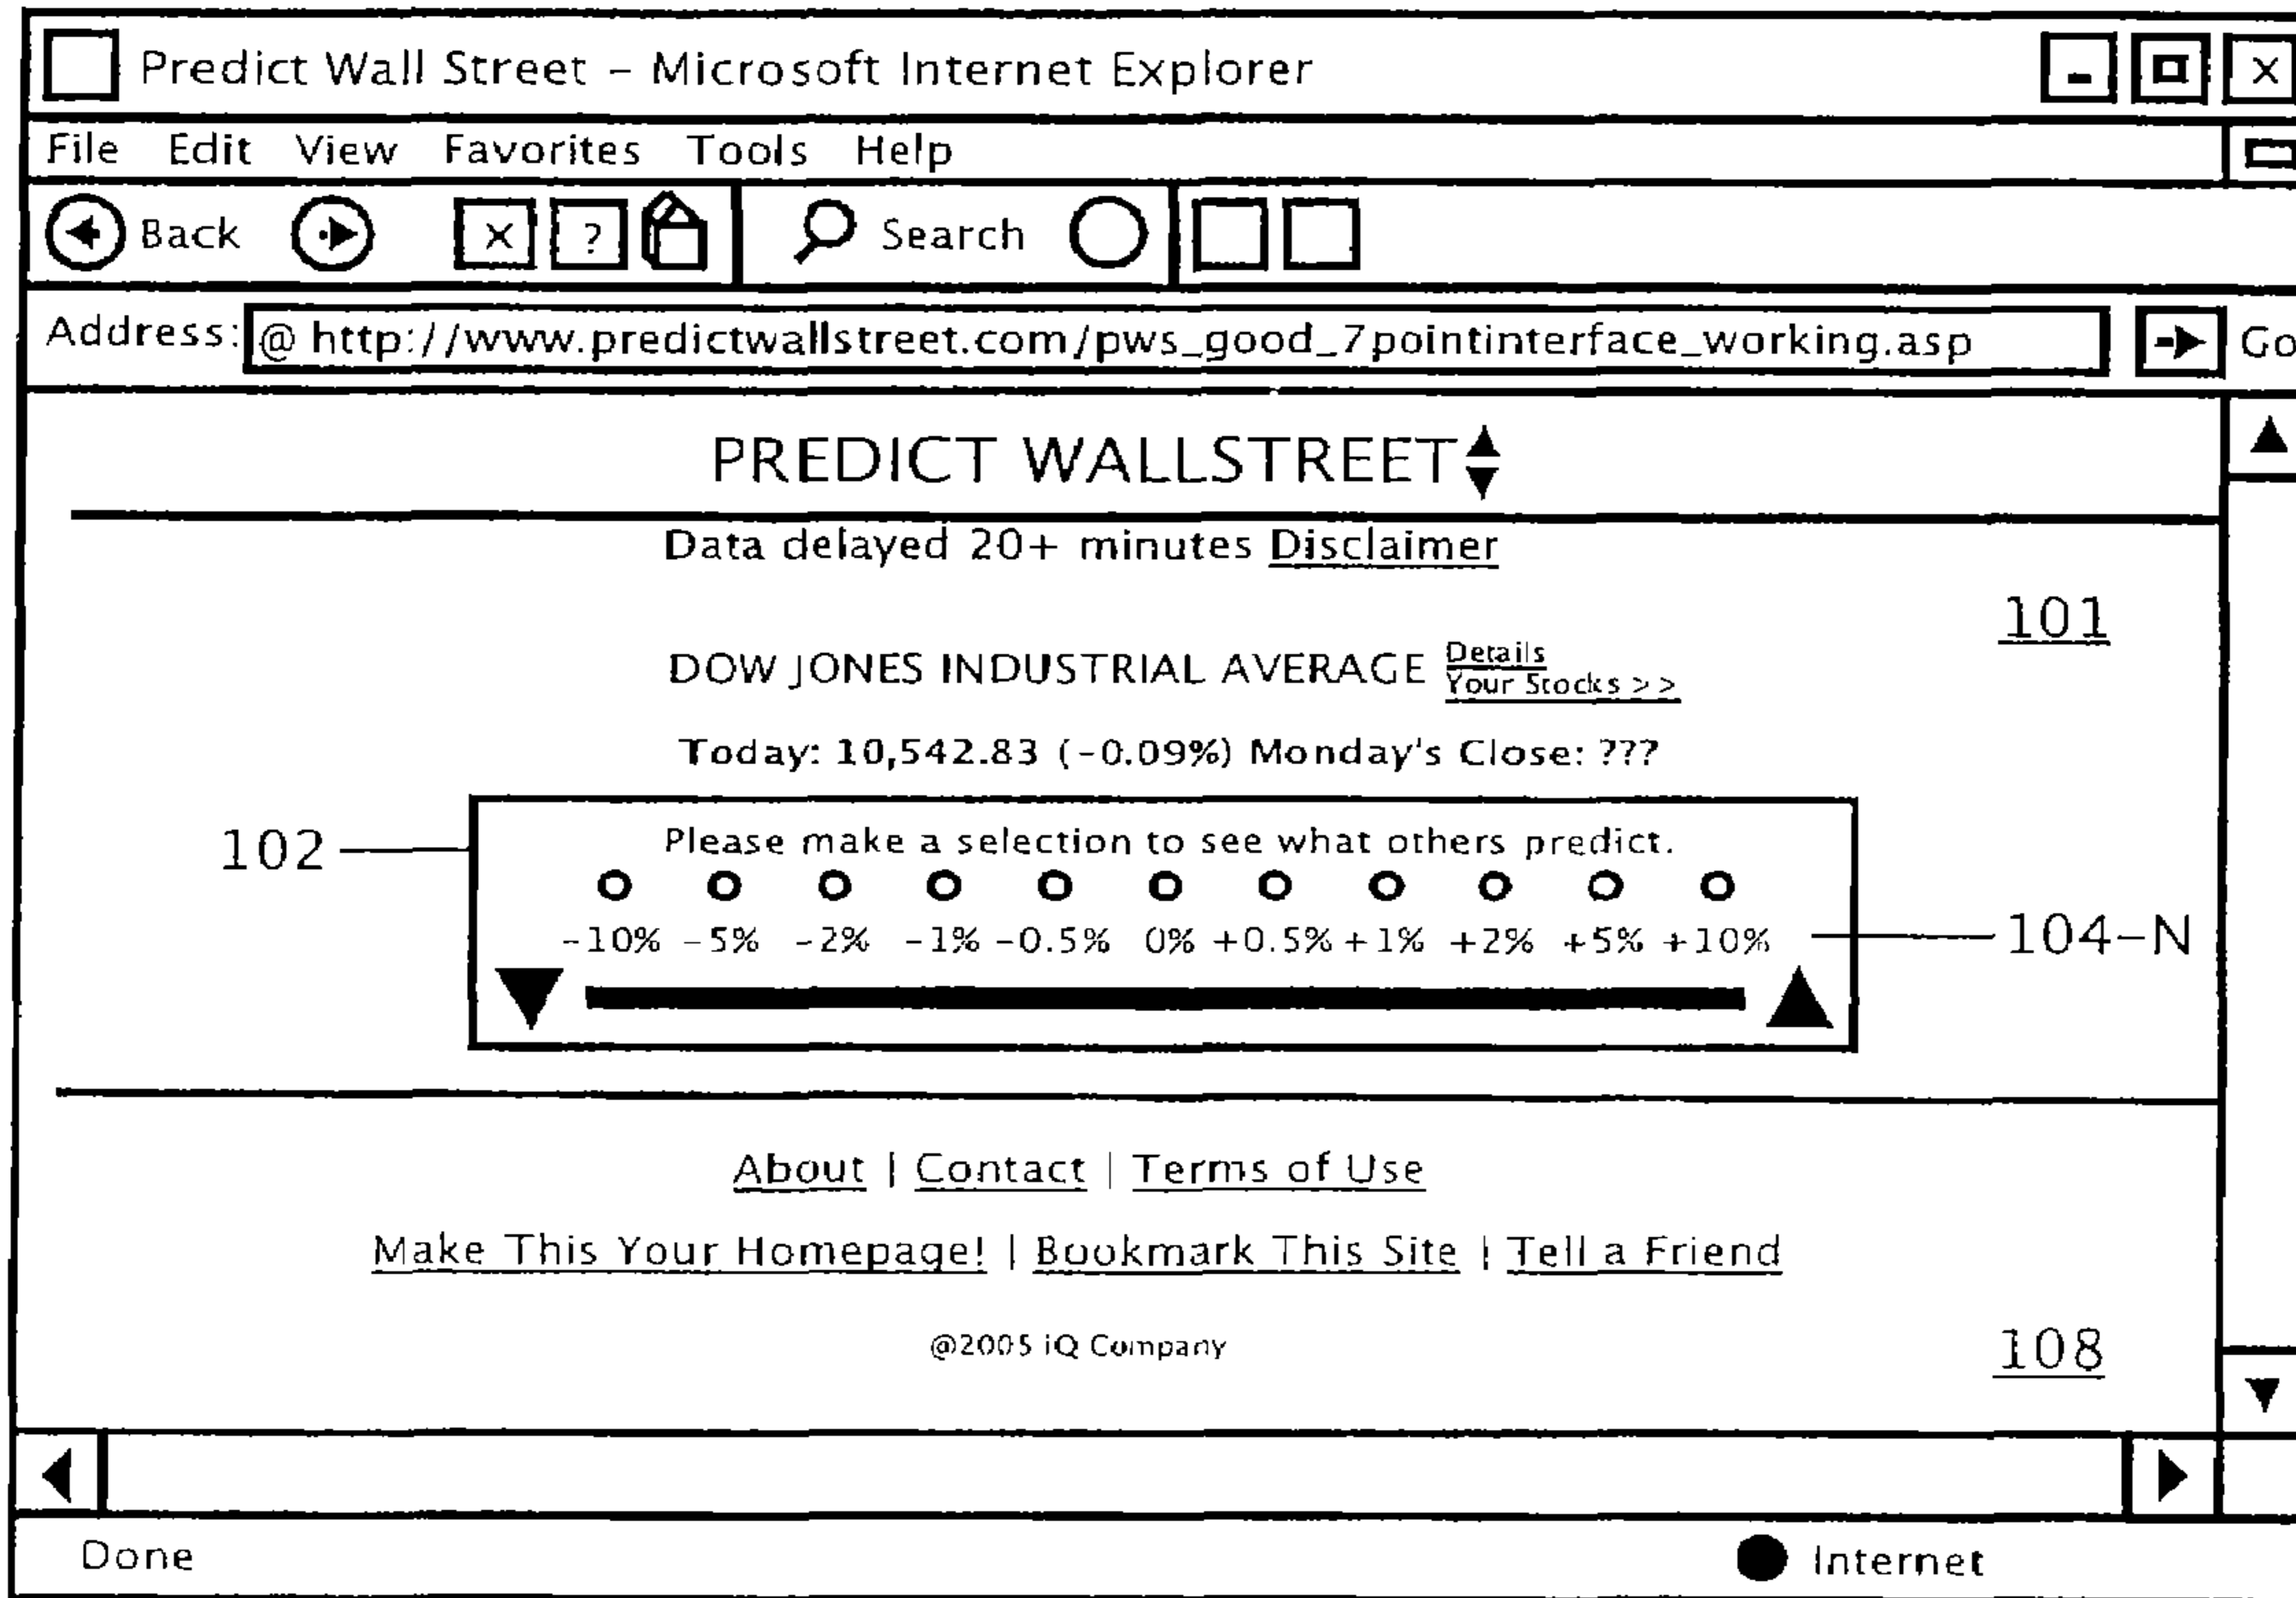 Predict Wall Street – Microsoft Internet Explorer
File Edit View Favorites Tools Help
Back Search
Address: @ http://www.predictwallstreet.com/pws_good_7pointinterface_working.asp Go
PREDICT WALLSTREET
Data delayed 20+ minutes Disclaimer
101
DOW JONES INDUSTRIAL AVERAGE Details
Your Stocks >>
Today: 10,542.83 (-0.09%) Monday's Close: ???
102
Please make a selection to see what others predict.
-10% -5% -2% -1% -0.5% 0% +0.5% +1% +2% +5% +10%
104-N
About | Contact | Terms of Use
Make This Your Homepage! | Bookmark This Site | Tell a Friend
@2005 iQ Company
108
Done Internet